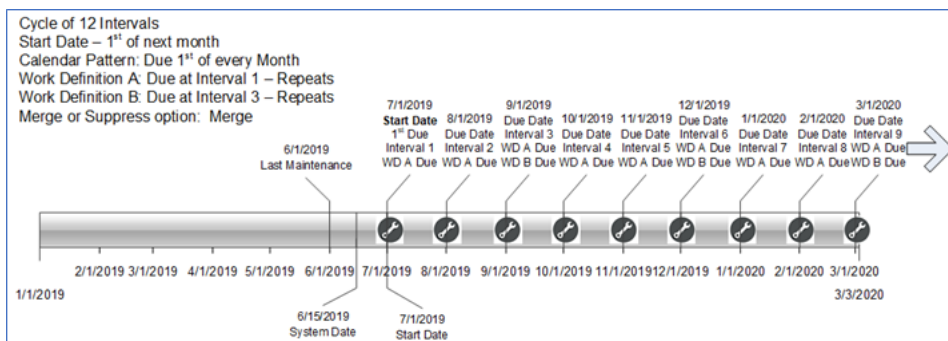 Cycle of 12 Intervals
Start Date – 1st of next month
Calendar Pattern: Due 1st of every Month
Work Definition A: Due at Interval 1 – Repeats
Work Definition B: Due at Interval 3 – Repeats
Merge or Suppress option: Merge
6/1/2019
Last Maintenance
7/1/2019
Start Date
1st Due
Interval 1
WD A Due
8/1/2019
Due Date
Interval 2
WD A Due
9/1/2019
Due Date
Interval 3
WD A Due
WD B Due
10/1/2019
Due Date
Interval 4
WD A Due
11/1/2019
Due Date
Interval 5
WD A Due
12/1/2019
Due Date
Interval 6
WD A Due
WD B Due
1/1/2020
Due Date
Interval 7
WD A Due
2/1/2020
Due Date
Interval 8
WD A Due
3/1/2020
Due Date
Interval 9
WD A Due
WD B Due
2/1/2019 3/1/2019 4/1/2019 5/1/2019 6/1/2019 7/1/2019 8/1/2019 9/1/2019 10/1/2019 11/1/2019 12/1/2019 1/1/2020 2/1/2020 3/1/2020
1/1/2019 3/3/2020
6/15/2019
System Date
7/1/2019
Start Date